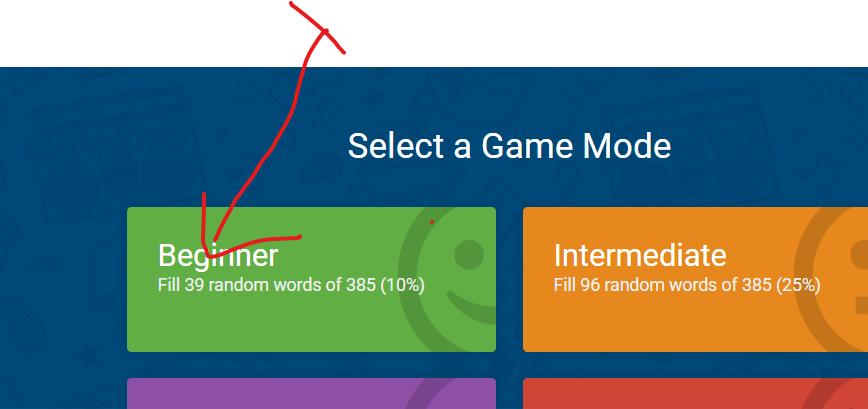 Select a Game Mode
Beginner
Fill 39 random words of 385 (10%)
Intermediate
Fill 96 random words of 385 (25%)